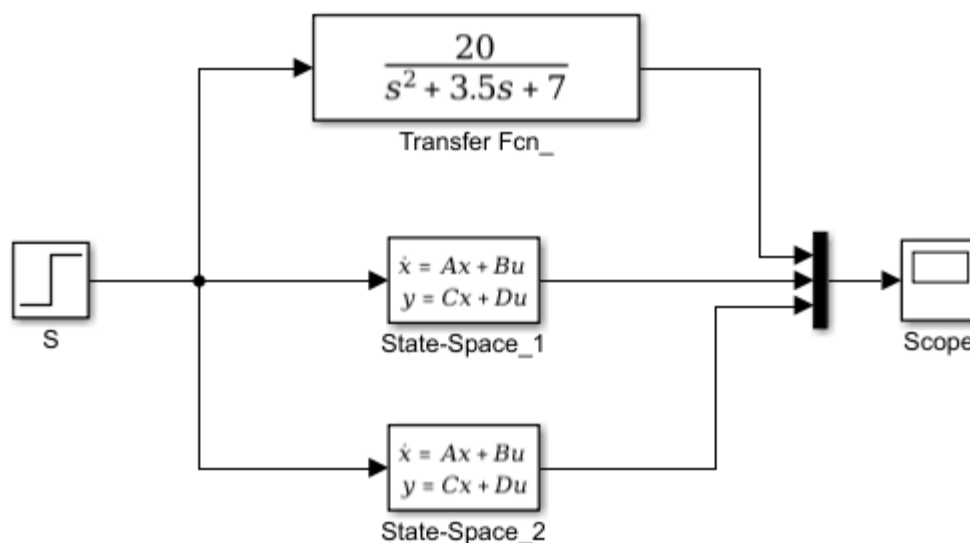 20
s² + 3.5s + 7
Transfer Fcn_
S
ẋ = Ax + Bu
y = Cx + Du
State-Space_1
Scope
ẋ = Ax + Bu
y = Cx + Du
State-Space_2